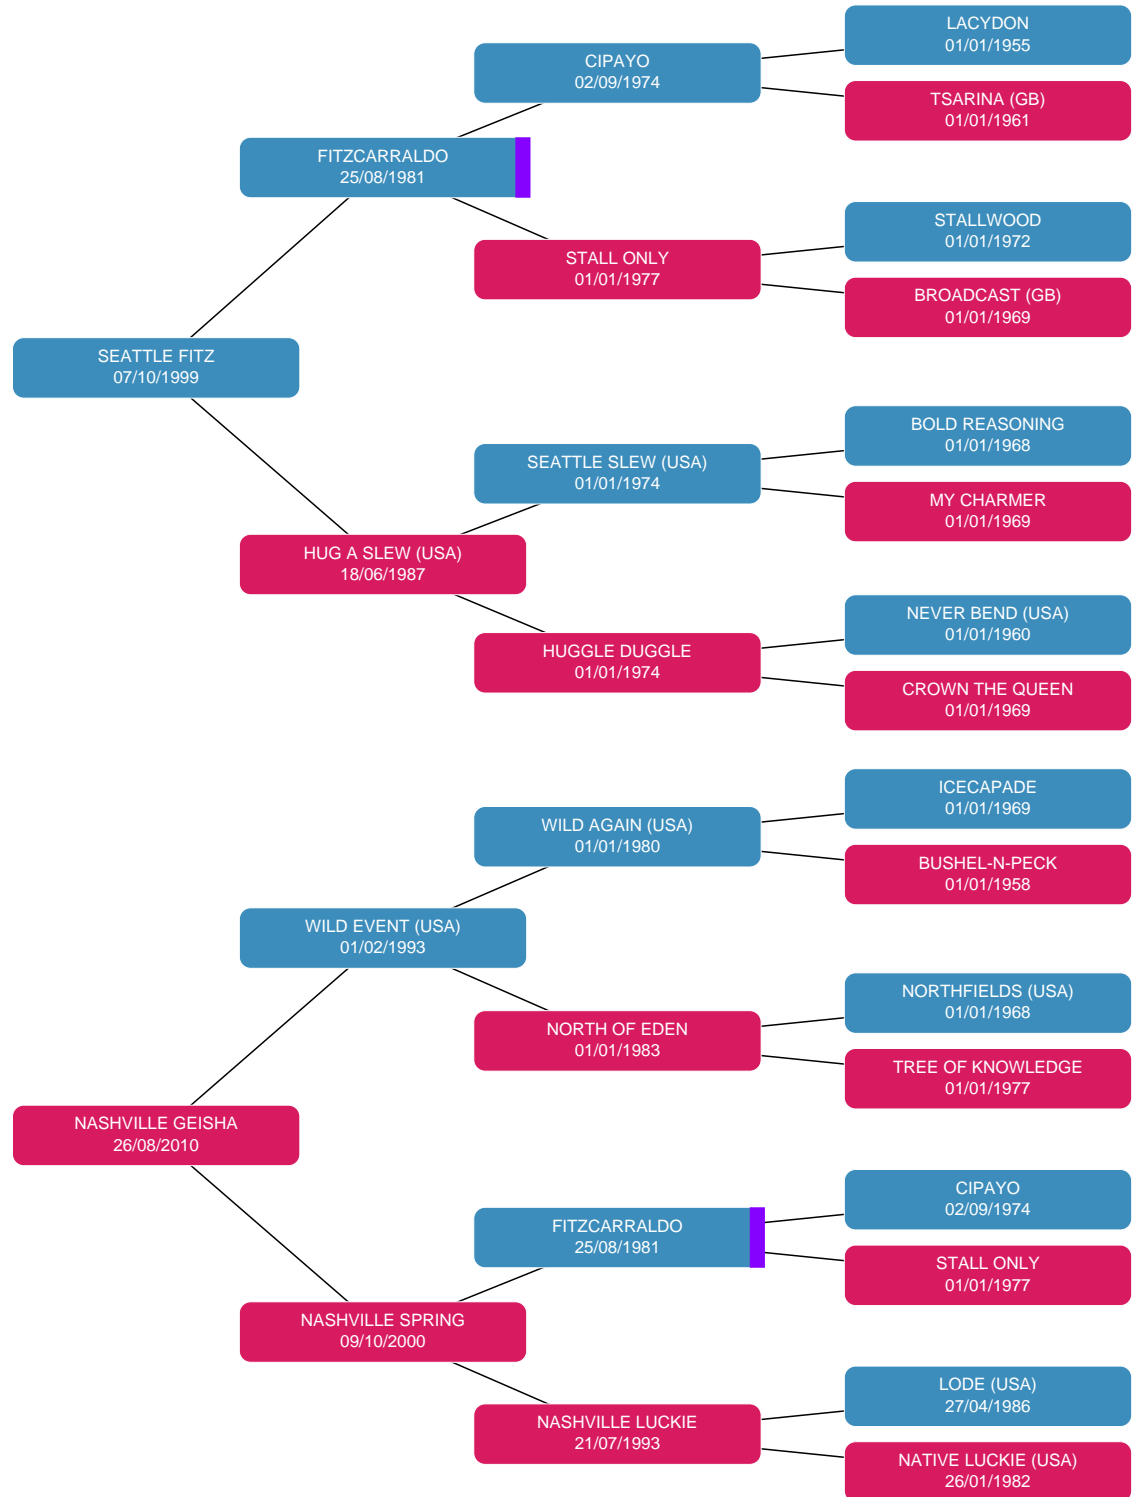 LACYDON
01/01/1955
CIPAYO
02/09/1974
TSARINA (GB)
01/01/1961
FITZCARRALDO
25/08/1981
STALLWOOD
01/01/1972
STALL ONLY
01/01/1977
BROADCAST (GB)
01/01/1969
SEATTLE FITZ
07/10/1999
BOLD REASONING
01/01/1968
SEATTLE SLEW (USA)
01/01/1974
MY CHARMER
01/01/1969
HUG A SLEW (USA)
18/06/1987
NEVER BEND (USA)
01/01/1960
HUGGLE DUGGLE
01/01/1974
CROWN THE QUEEN
01/01/1969
ICECAPADE
01/01/1969
WILD AGAIN (USA)
01/01/1980
BUSHEL-N-PECK
01/01/1958
WILD EVENT (USA)
01/02/1993
NORTHFIELDS (USA)
01/01/1968
NORTH OF EDEN
01/01/1983
TREE OF KNOWLEDGE
01/01/1977
NASHVILLE GEISHA
26/08/2010
CIPAYO
02/09/1974
FITZCARRALDO
25/08/1981
STALL ONLY
01/01/1977
NASHVILLE SPRING
09/10/2000
LODE (USA)
27/04/1986
NASHVILLE LUCKIE
21/07/1993
NATIVE LUCKIE (USA)
26/01/1982